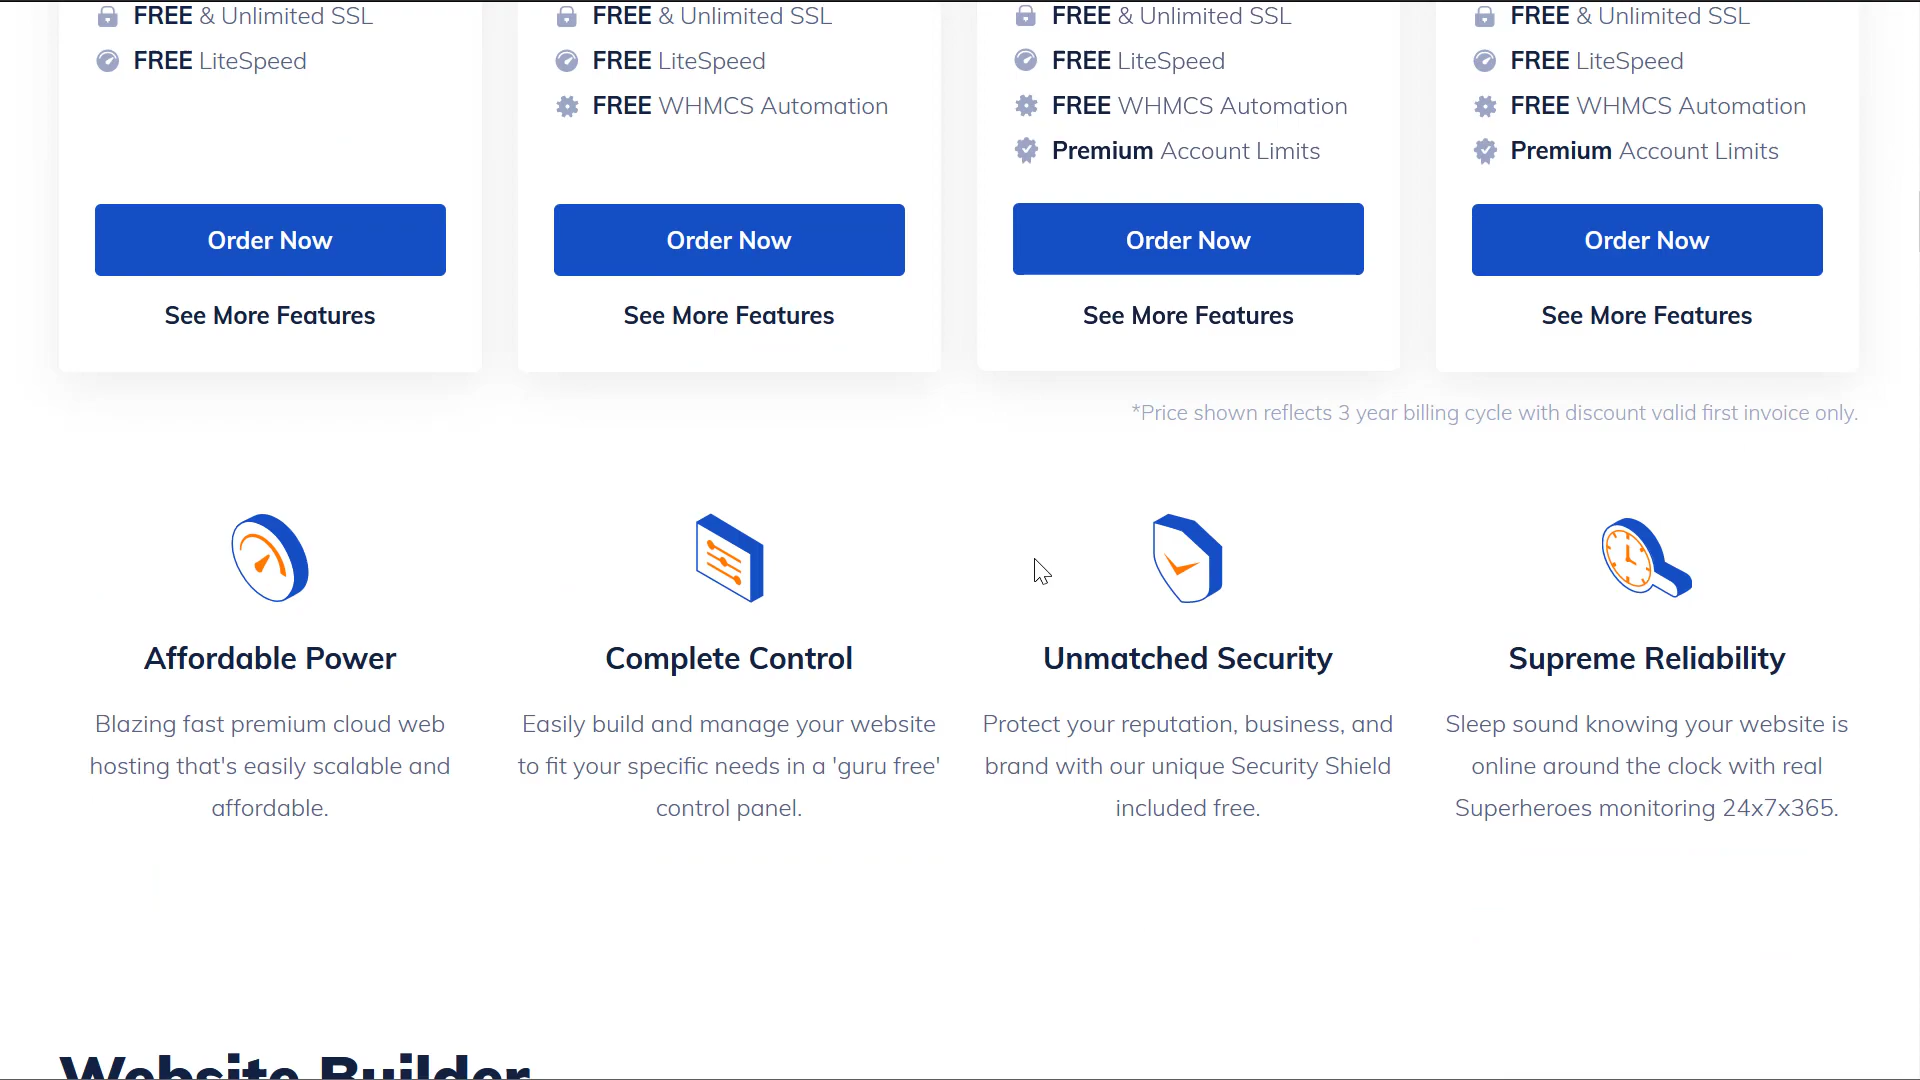 FREE & Unlimited SSL
FREE LiteSpeed
Order Now
See More Features
FREE & Unlimited SSL
FREE LiteSpeed
FREE WHMCS Automation
Order Now
See More Features
FREE & Unlimited SSL
FREE LiteSpeed
FREE WHMCS Automation
Premium Account Limits
Order Now
See More Features
FREE & Unlimited SSL
FREE LiteSpeed
FREE WHMCS Automation
Premium Account Limits
Order Now
See More Features
*Price shown reflects 3 year billing cycle with discount valid first invoice only.
Affordable Power
Blazing fast premium cloud web
hosting that's easily scalable and
affordable.
Complete Control
Easily build and manage your website
to fit your specific needs in a 'guru free'
control panel.
Unmatched Security
Protect your reputation, business, and
brand with our unique Security Shield
included free.
Supreme Reliability
Sleep sound knowing your website is
online around the clock with real
Superheroes monitoring 24x7x365.
Website Builder